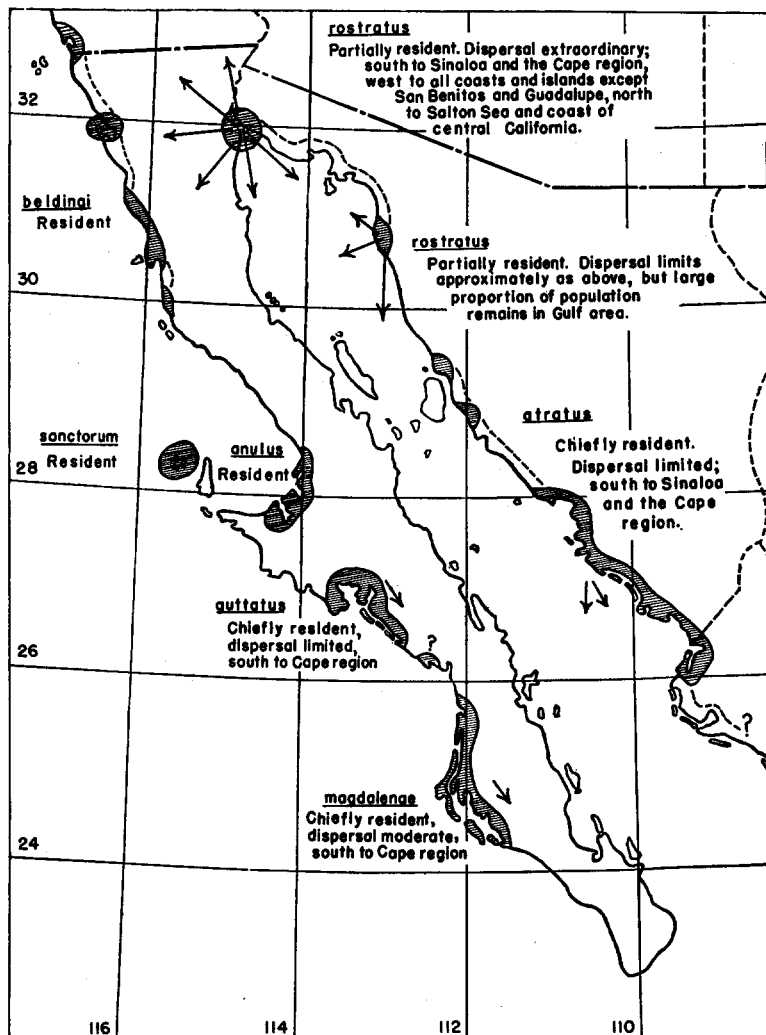 rostratus
Partially resident. Dispersal extraordinary;
south to Sinaloa and the Cape region,
west to all coasts and islands except
San Benitos and Guadalupe, north
to Salton Sea and coast of
central California.
32
beldingi
Resident
rostratus
Partially resident. Dispersal limits
approximately as above, but large
proportion of population
remains in Gulf area.
30
sanctorum
Resident
anulus
Resident
atratus
Chiefly resident.
Dispersal limited;
south to Sinaloa
and the Cape
region.
28
guttatus
Chiefly resident,
dispersal limited,
south to Cape region
?
26
?
magdalenae
Chiefly resident,
dispersal moderate,
south to Cape region
24
116
114
112
110